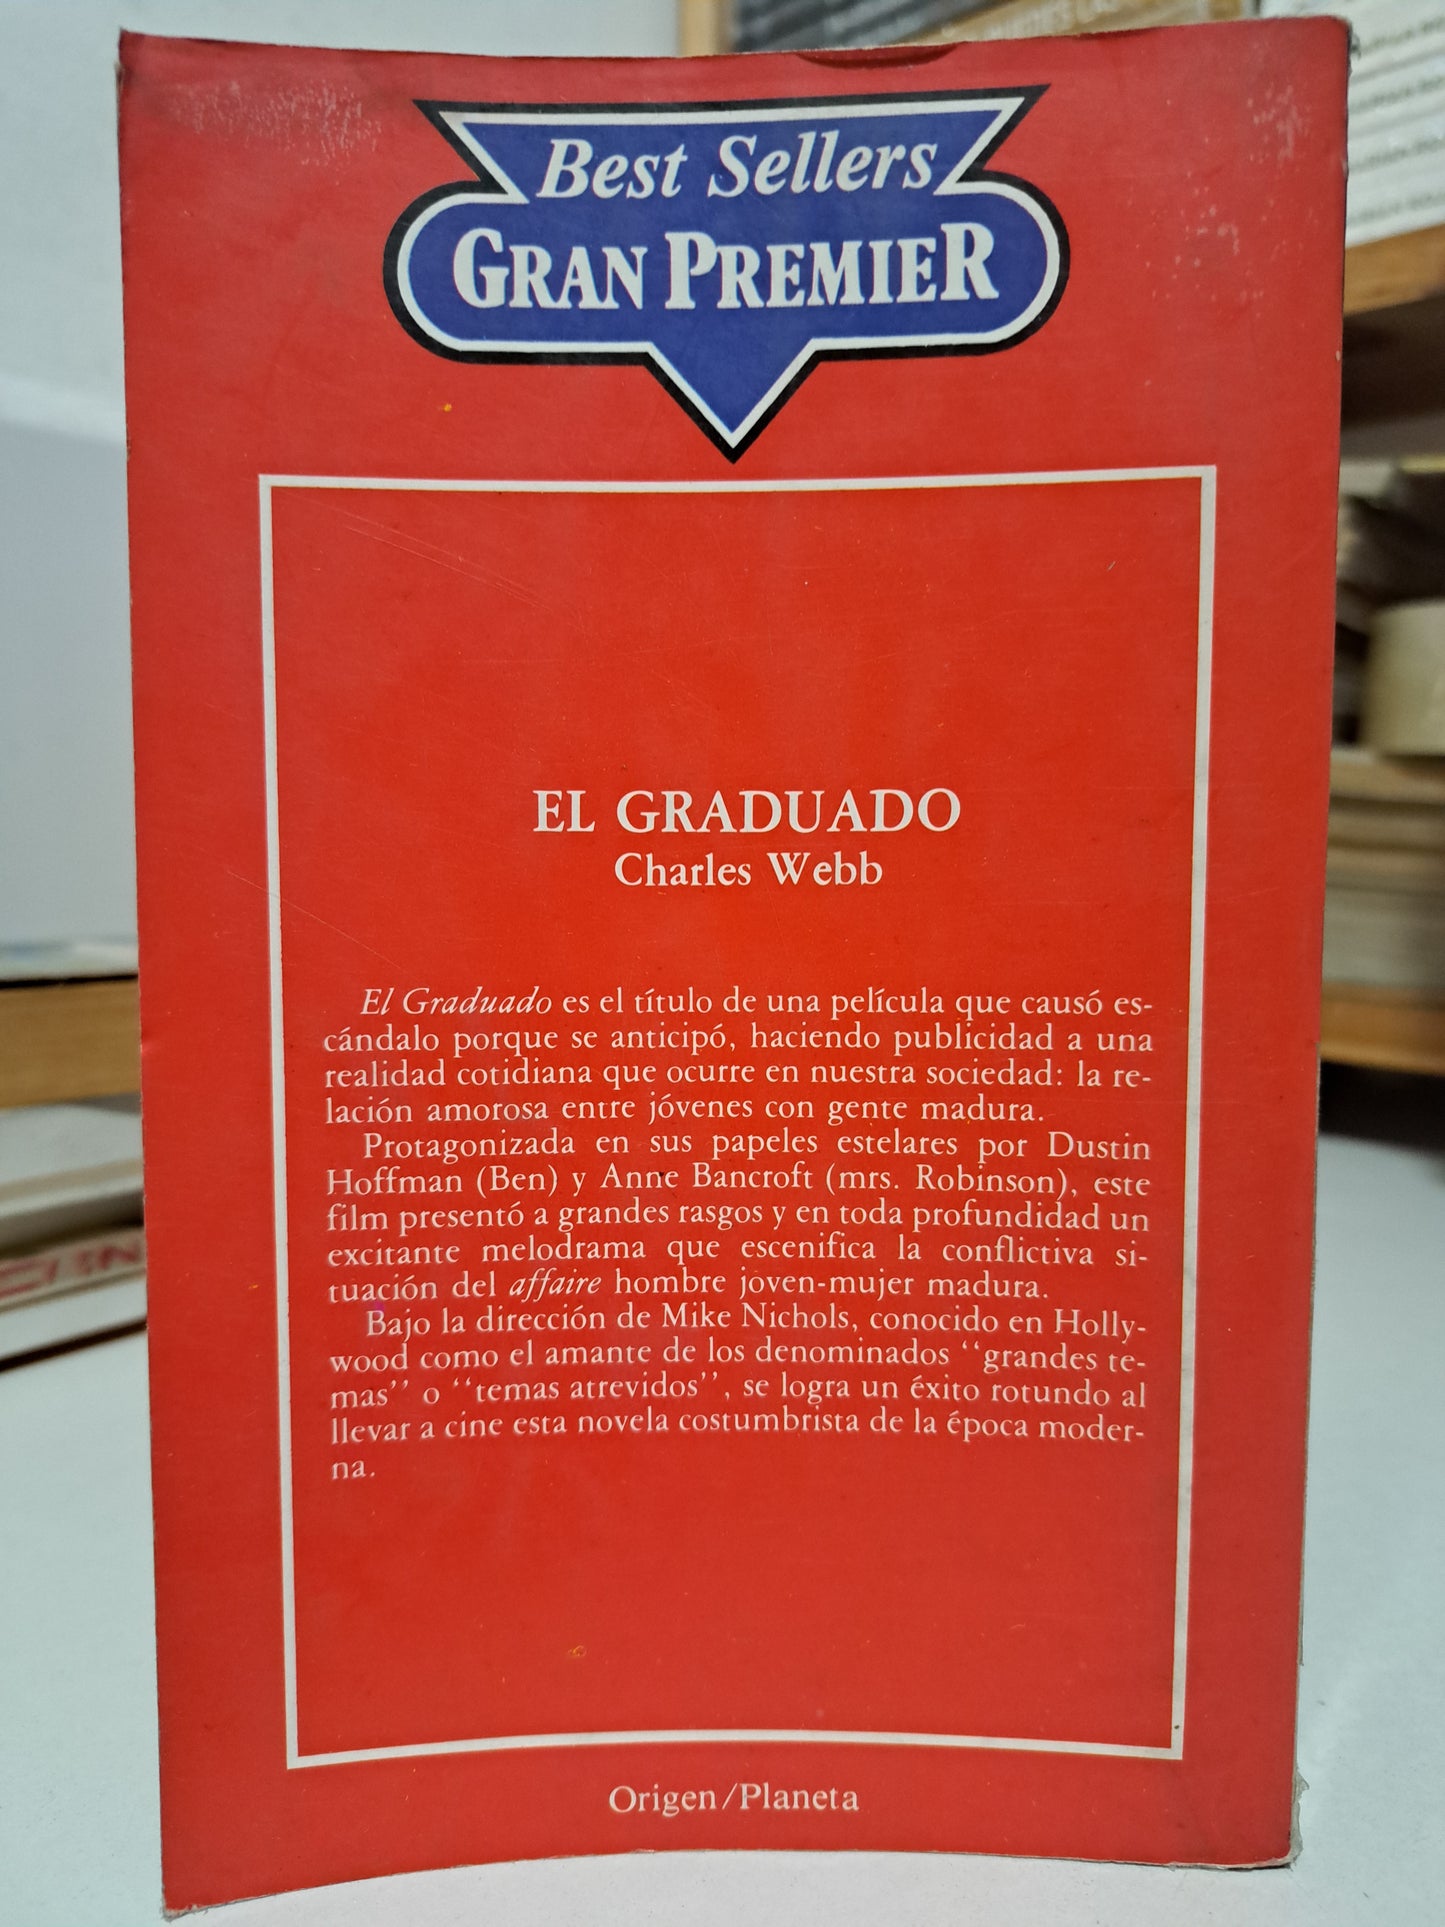 Best Sellers
GRAN PREMIER
EL GRADUADO
Charles Webb
El Graduado es el título de una película que causó es-
cándalo porque se anticipó, haciendo publicidad a una
realidad cotidiana que ocurre en nuestra sociedad: la re-
lación amorosa entre jóvenes con gente madura.
Protagonizada en sus papeles estelares por Dustin
Hoffman (Ben) y Anne Bancroft (mrs. Robinson), este
film presentó a grandes rasgos y en toda profundidad un
excitante melodrama que escenifica la conflictiva si-
tuación del affaire hombre joven-mujer madura.
Bajo la dirección de Mike Nichols, conocido en Holly-
wood como el amante de los denominados "grandes te-
mas" o "temas atrevidos", se logra un éxito rotundo al
llevar a cine esta novela costumbrista de la época moder-
na.
Origen/Planeta